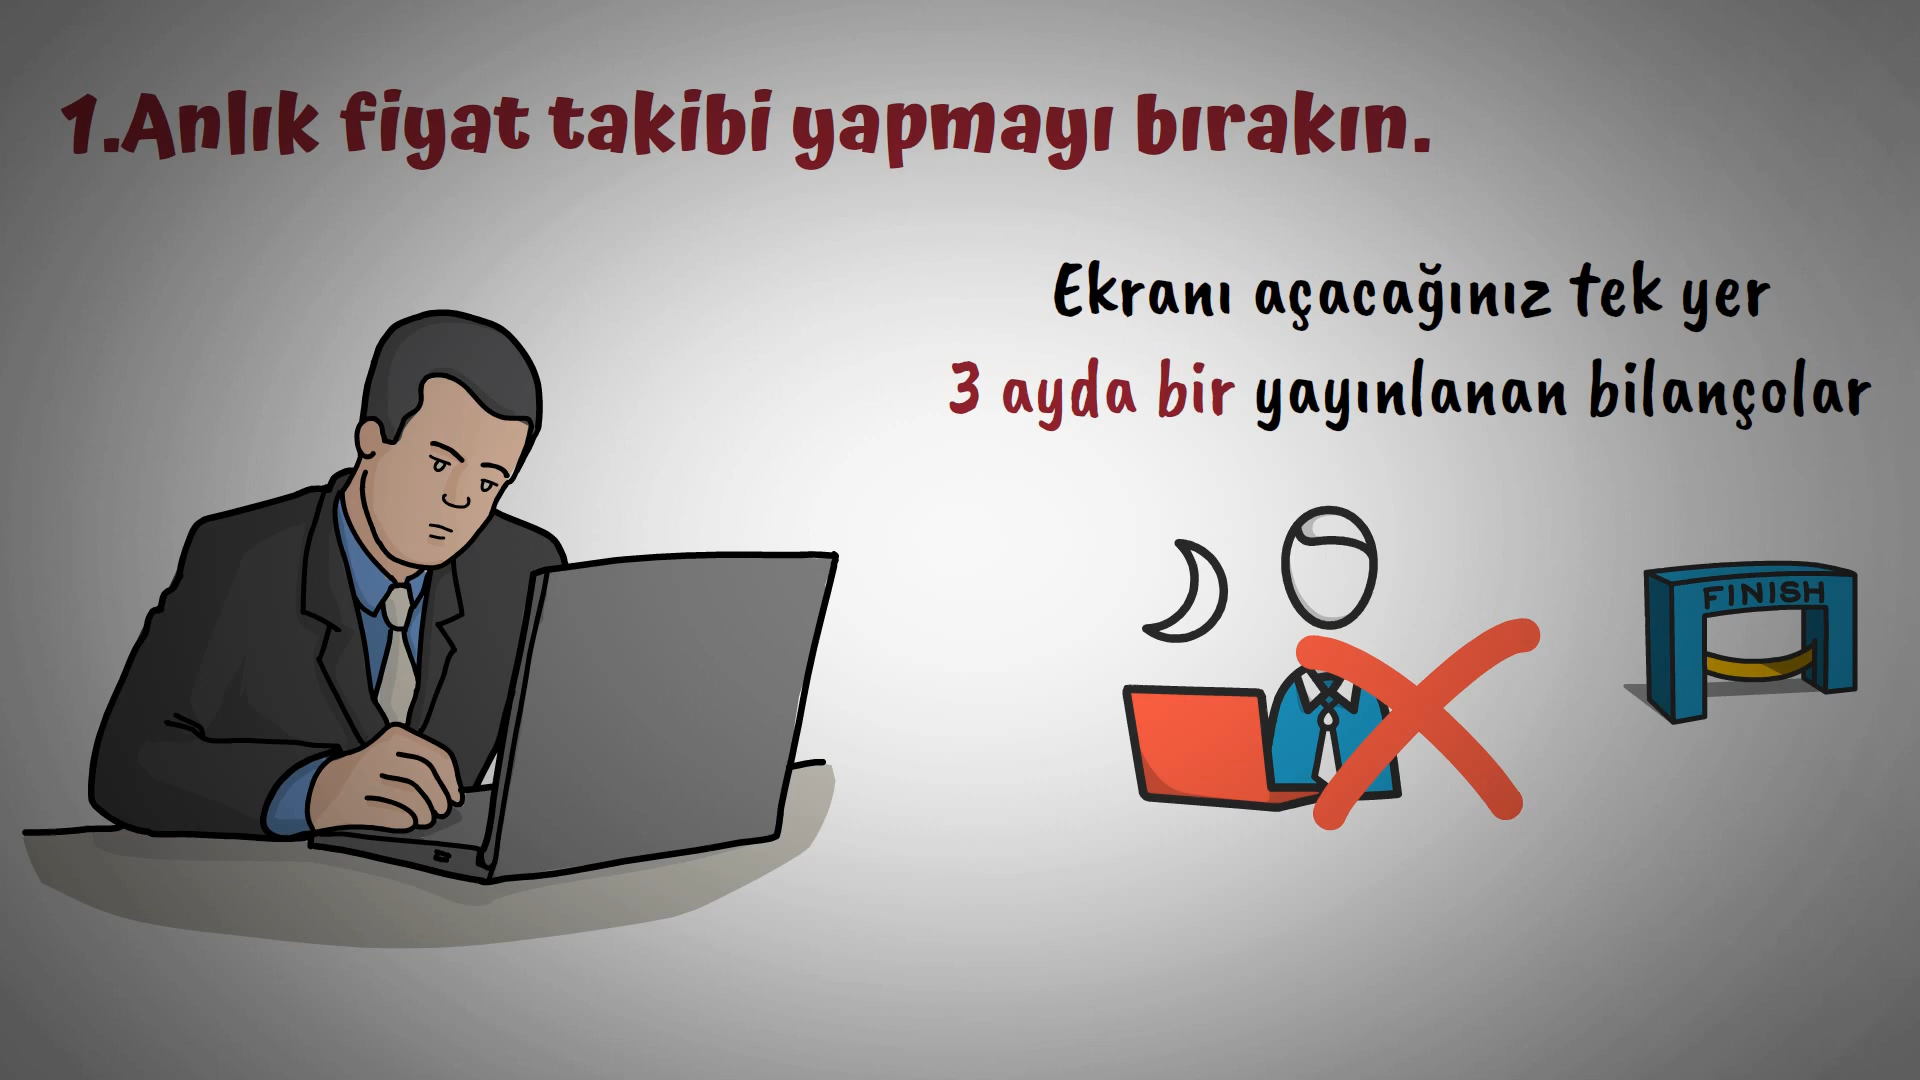 1.Anlık fiyat takibi yapmayı bırakın.
Ekranı açacağınız tek yer
3 ayda bir yayınlanan bilançolar
FINISH